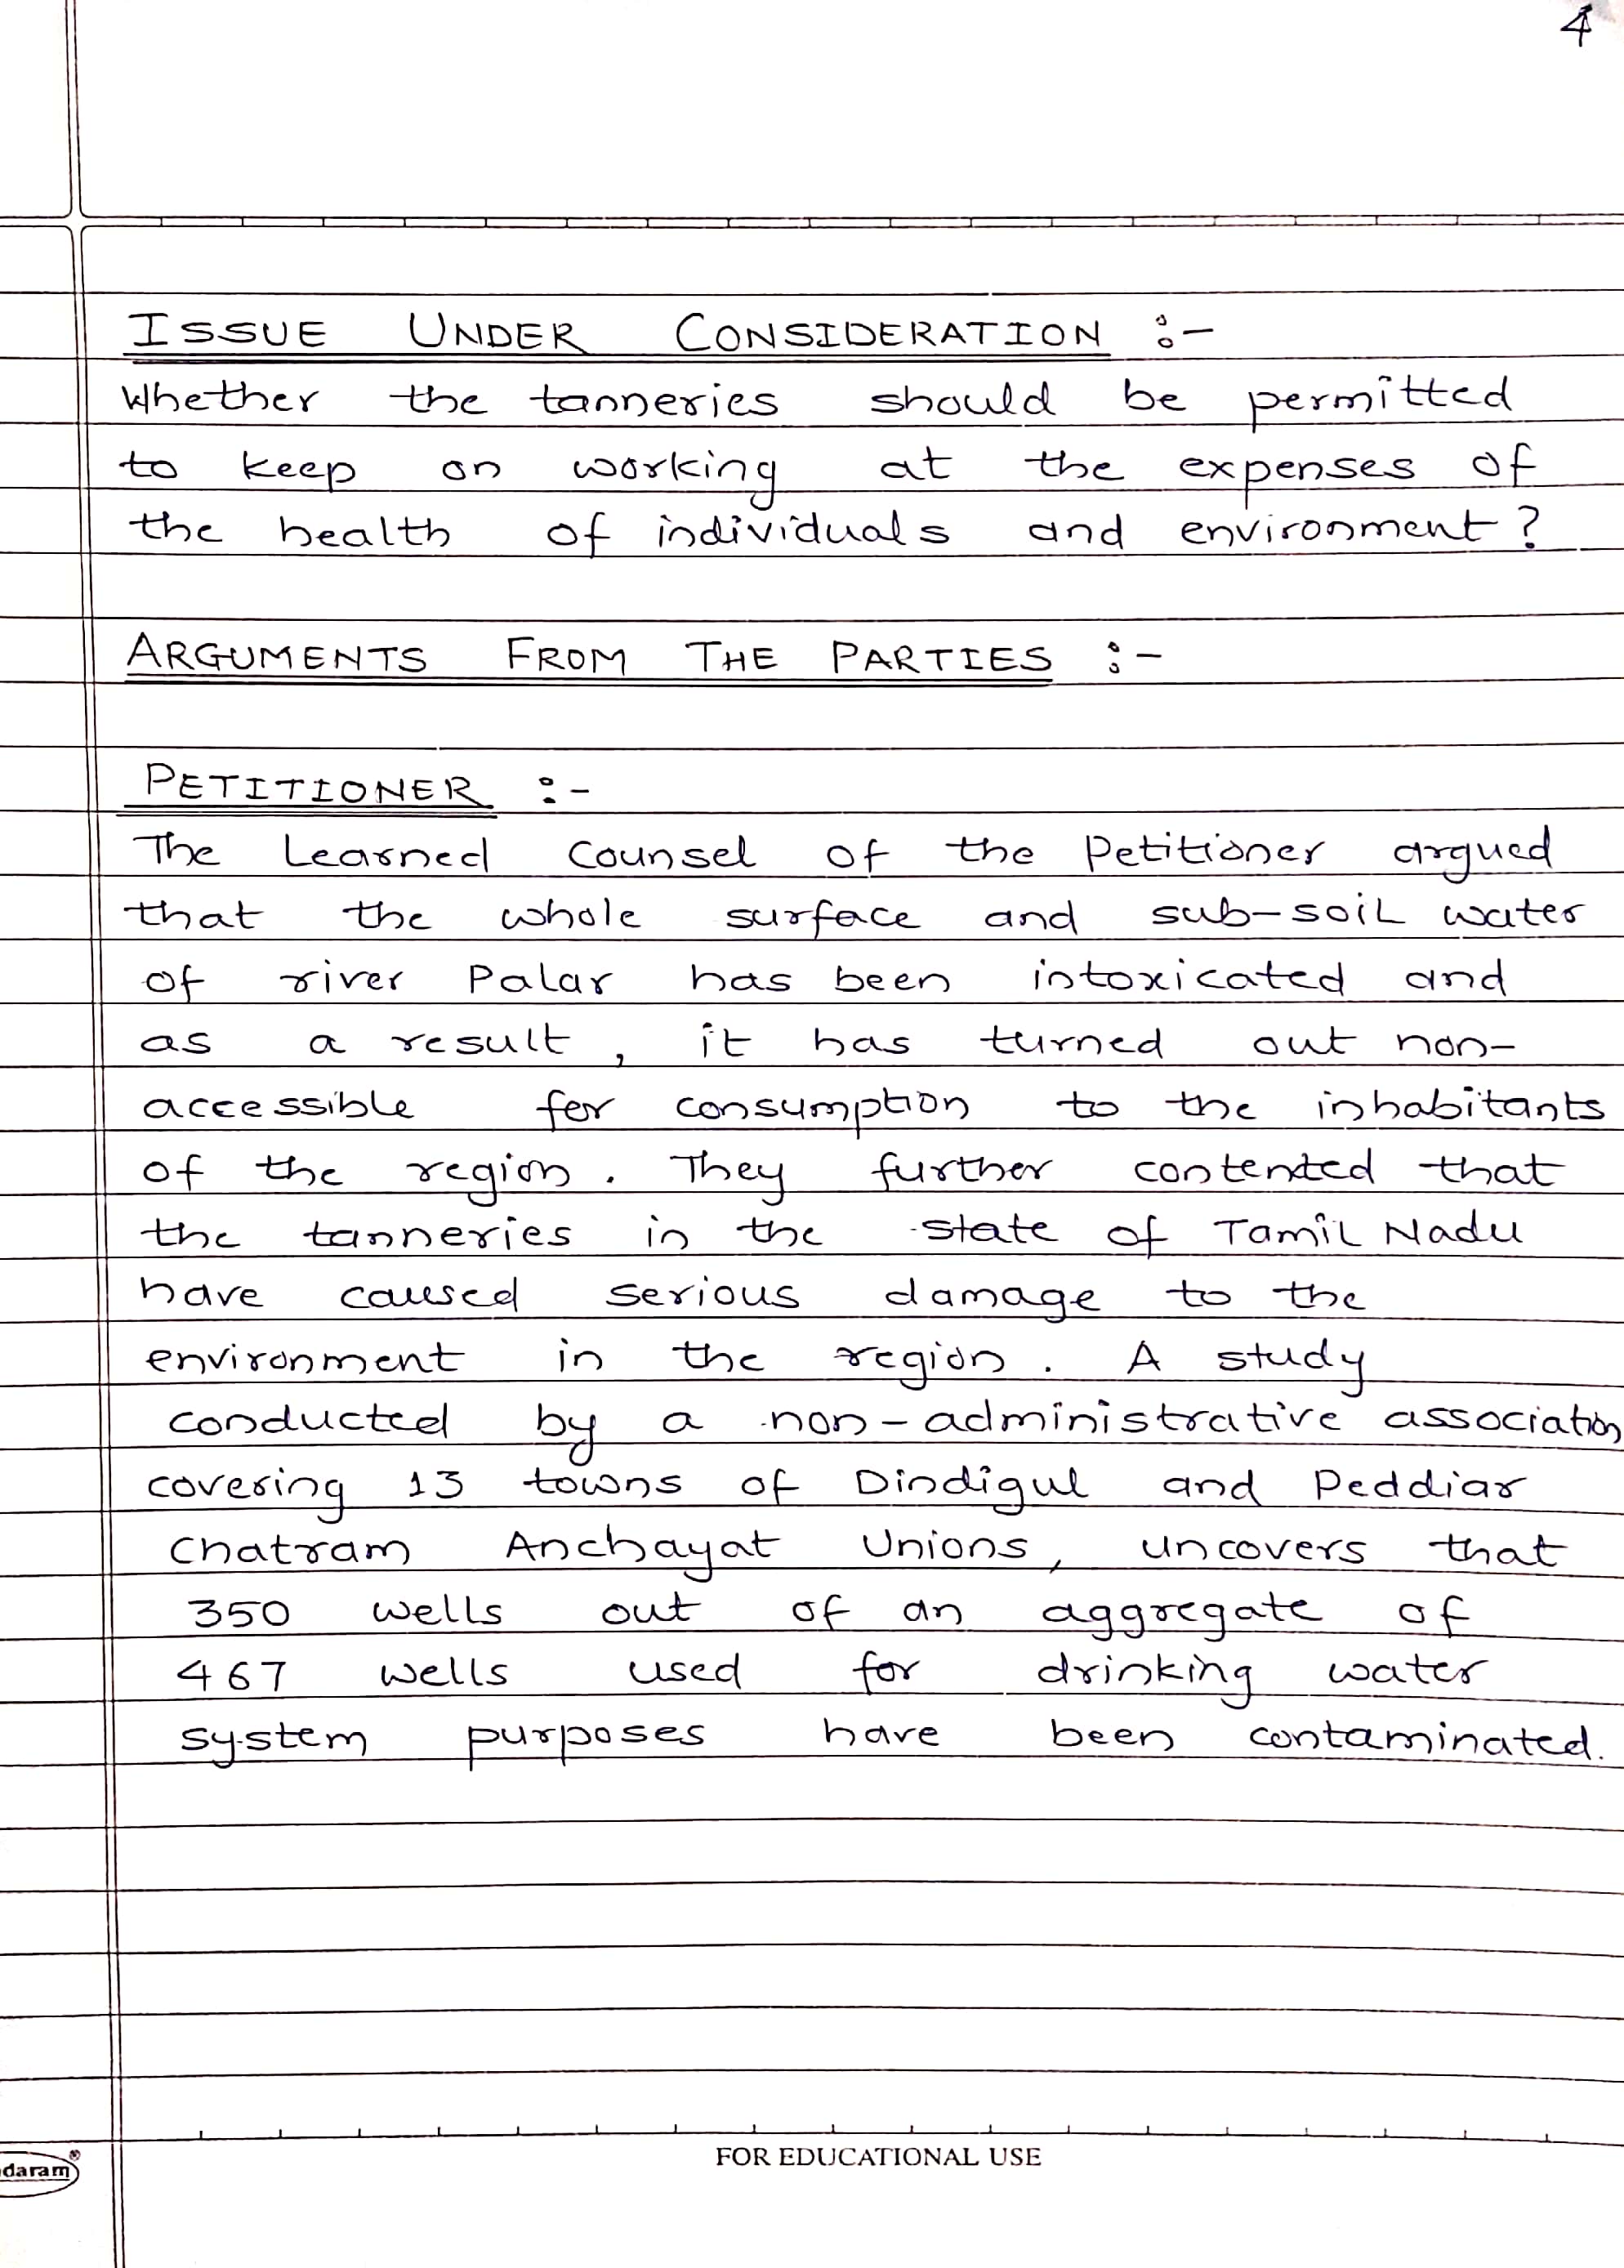 4
ISSUE UNDER CONSIDERATION :-
Whether the tanneries should be permitted
to keep on working at the expenses of
the health of individuals and environment ?
ARGUMENTS FROM THE PARTIES :-
PETITIONER :-
The Learned Counsel of the Petitioner argued
that the whole surface and sub-soil water
of river Palar has been intoxicated and
as a result , it has turned out non-
accessible for consumption to the inhabitants
of the region . They further contented that
the tanneries in the state of Tamil Nadu
have caused serious damage to the
environment in the region . A study
conducted by a non-administrative association
covering 13 towns of Dindigul and Peddiar
Chatram Anchayat Unions, uncovers that
350 wells out of an aggregate of
467 wells used for drinking water
system purposes have been contaminated.
FOR EDUCATIONAL USE
daram